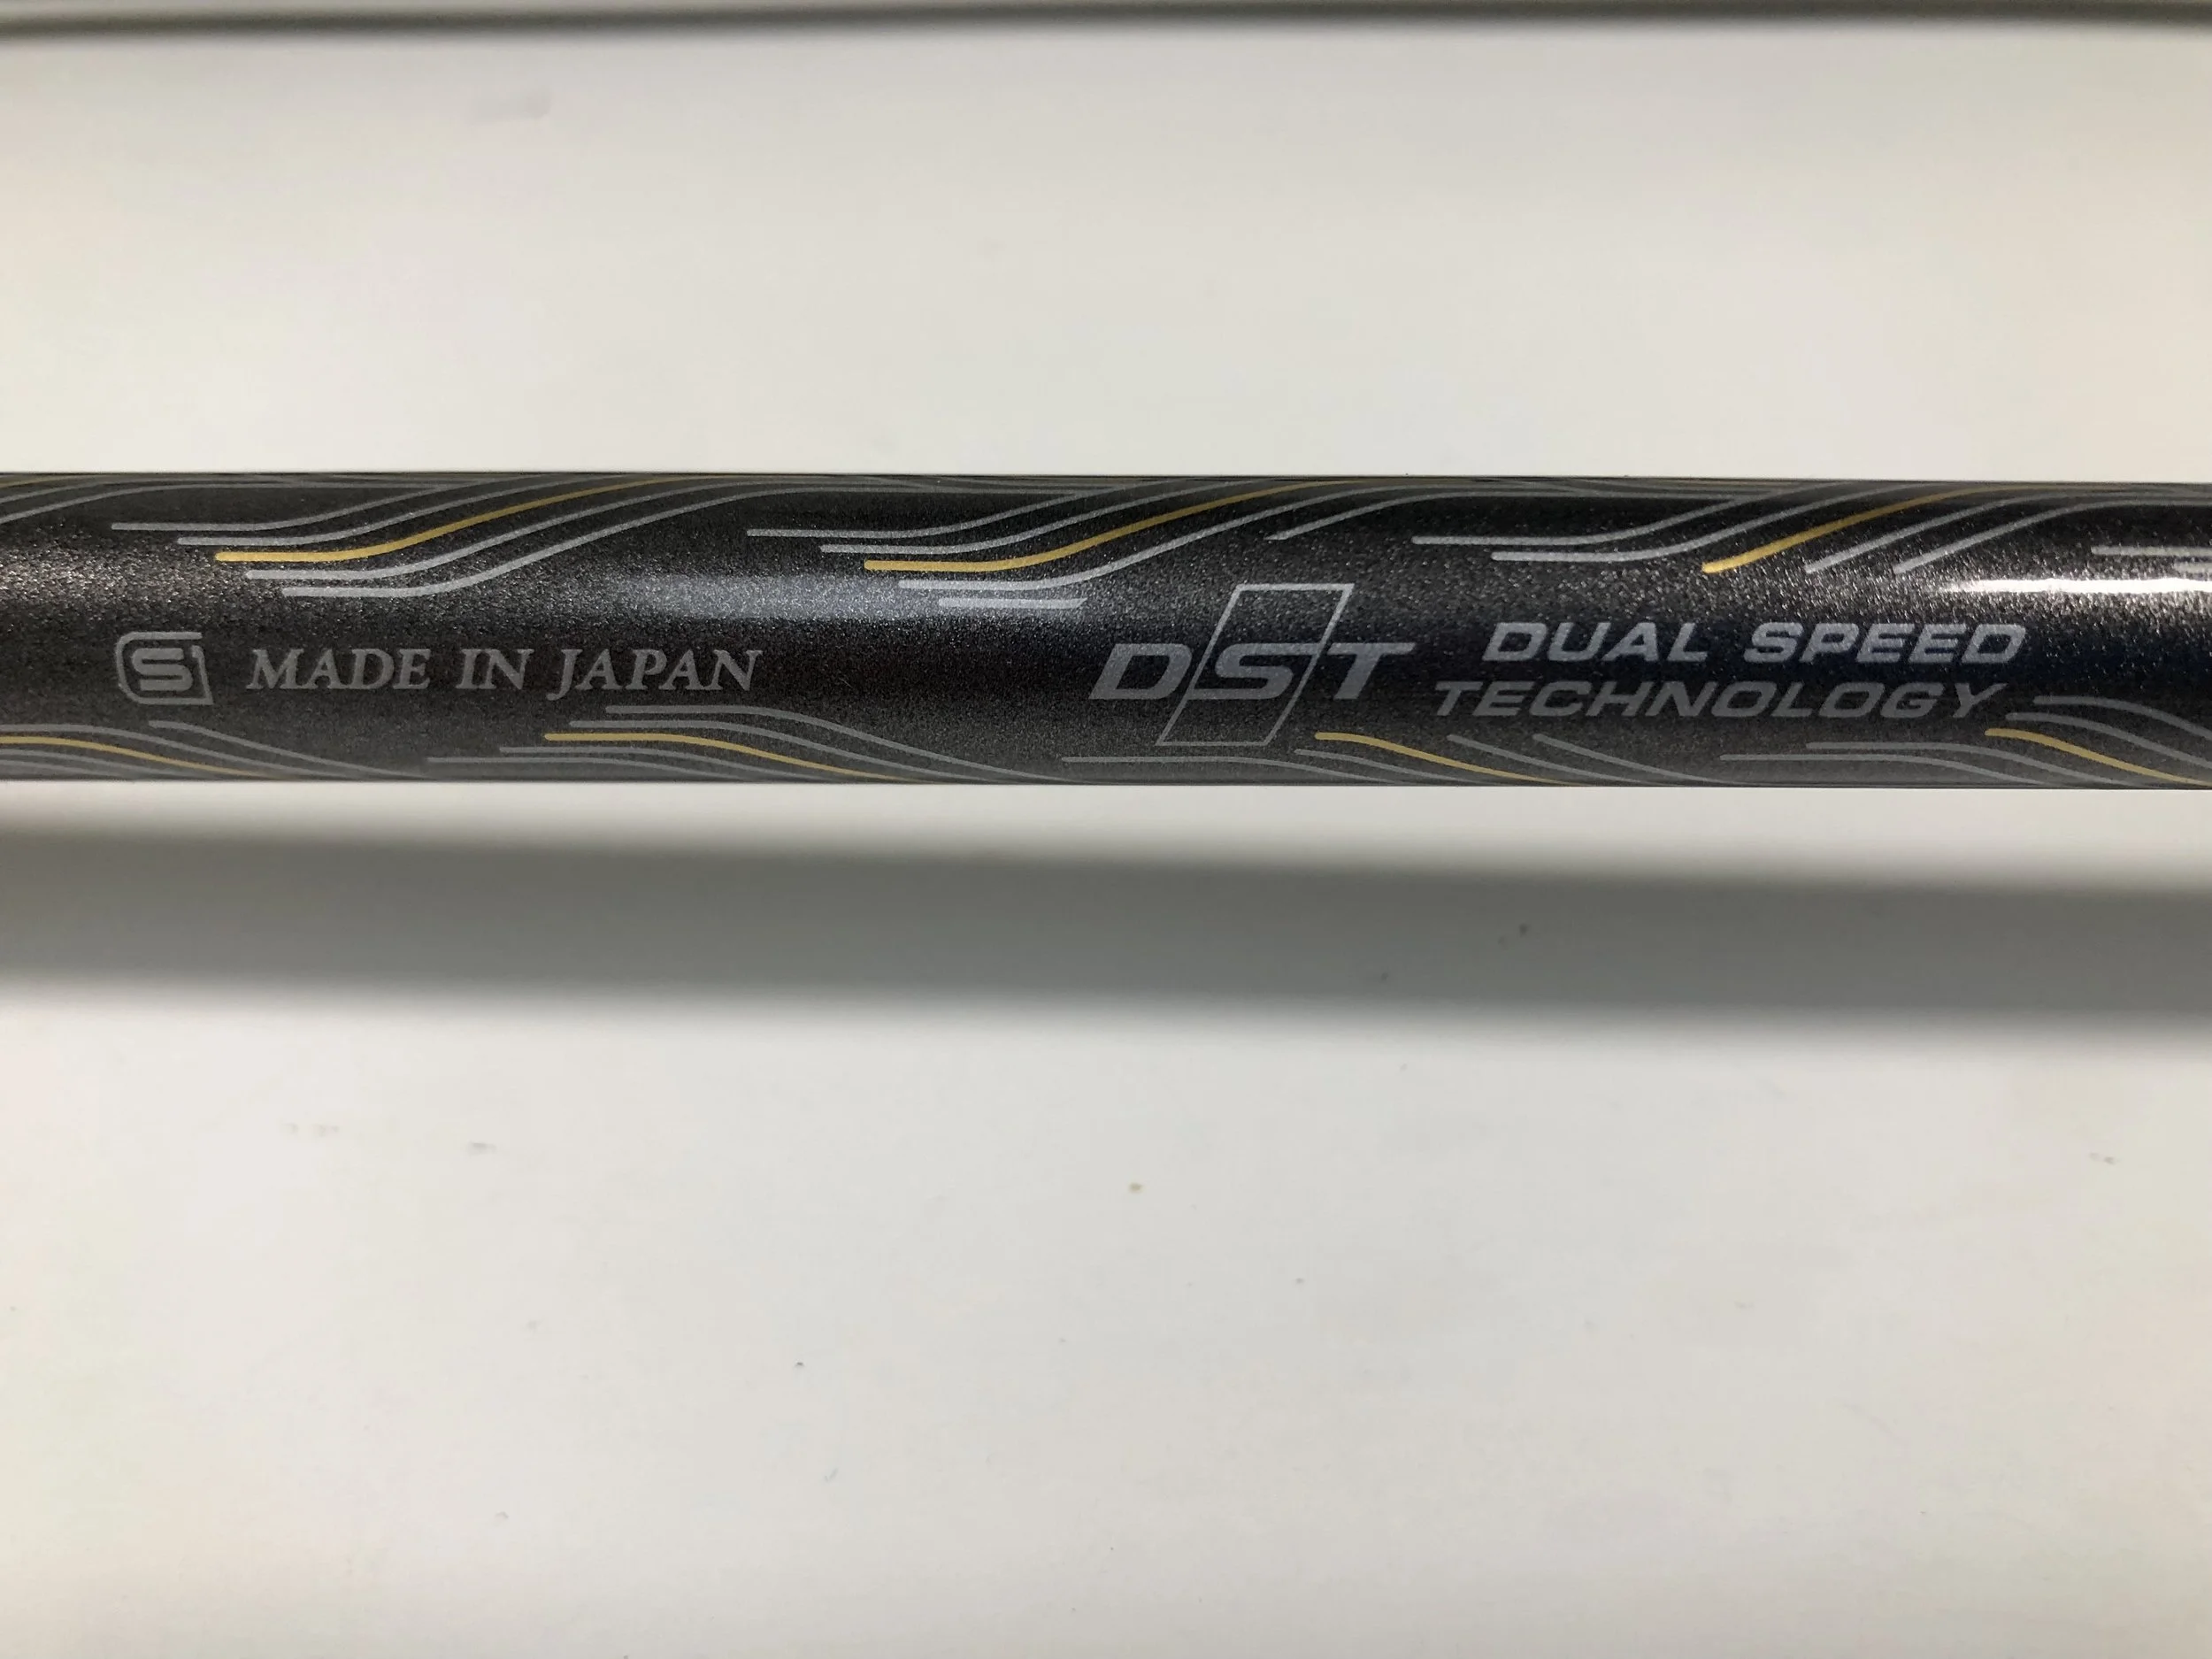 S MADE IN JAPAN
DST DUAL SPEED
TECHNOLOGY